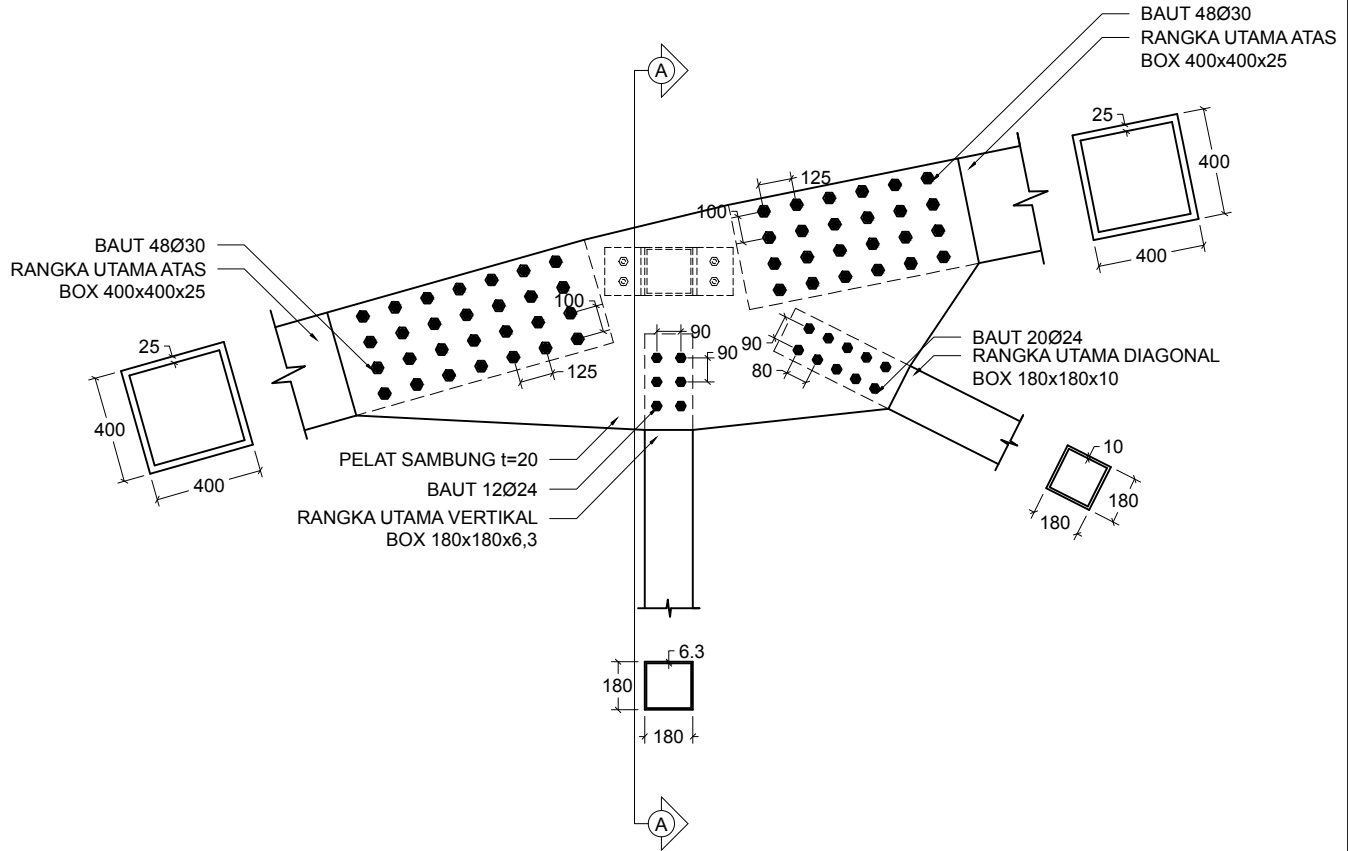 BAUT 48Ø30
RANGKA UTAMA ATAS
BOX 400x400x25
A
25
400
400
125
100
BAUT 48Ø30
RANGKA UTAMA ATAS
BOX 400x400x25
100
125
25
400
400
90
90
90
80
BAUT 20Ø24
RANGKA UTAMA DIAGONAL
BOX 180x180x10
PELAT SAMBUNG t=20
BAUT 12Ø24
RANGKA UTAMA VERTIKAL
BOX 180x180x6,3
10
180
180
6.3
180
180
A